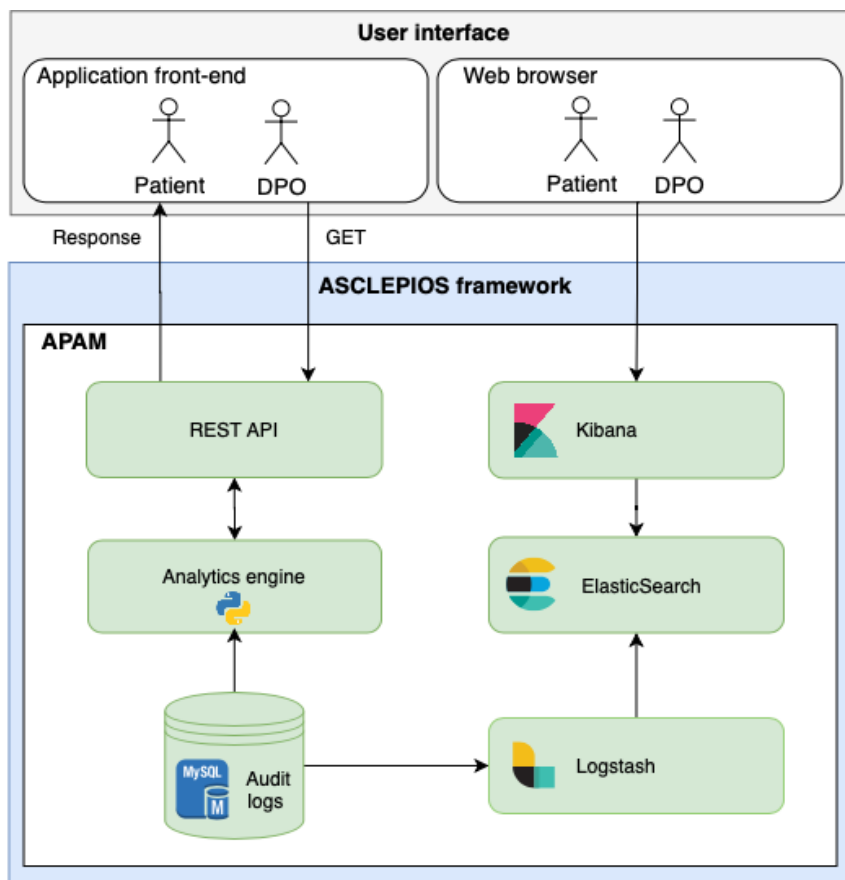 User interface
Application front-end
Web browser
Patient
DPO
Patient
DPO
Response
GET
ASCLEPIOS framework
APAM
REST API
Kibana
Analytics engine
ElasticSearch
MySQL
M
Audit
logs
Logstash